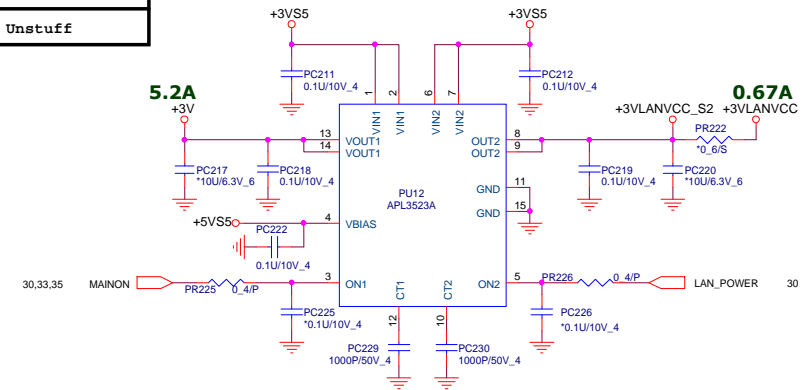 Unstuff
+3VS5
+3VS5
PC211
0.1U/10V_4
PC212
0.1U/10V_4
5.2A
+3V
0.67A
+3VLANVCC_S2
+3VLANVCC
1
2
6
7
VIN1
VIN1
VIN2
VIN2
13
VOUT1
14
VOUT1
8
OUT2
9
OUT2
PR222
*0_6/S
PC217
*10U/6.3V_6
PC218
0.1U/10V_4
PU12
APL3523A
PC219
0.1U/10V_4
PC220
*10U/6.3V_6
11
GND
15
GND
+5VS5
4
VBIAS
PC222
0.1U/10V_4
30,33,35
MAINON
PR225
0_4/P
3
ON1
5
ON2
PR226
0_4/P
LAN_POWER
30
CT1
CT2
12
10
PC225
*0.1U/10V_4
PC226
*0.1U/10V_4
PC229
1000P/50V_4
PC230
1000P/50V_4